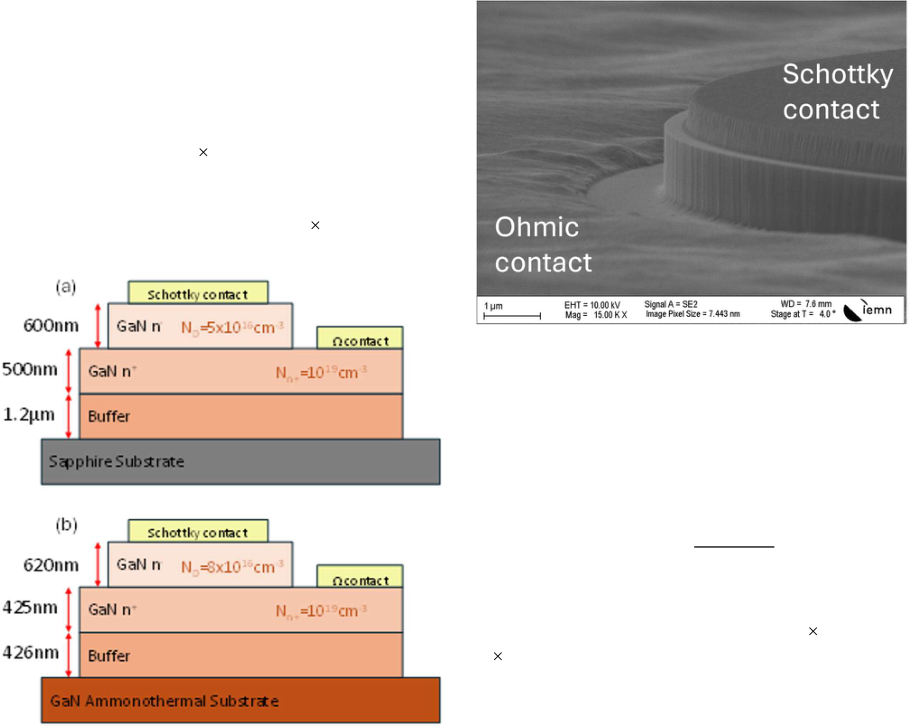 Schottky
contact
Ohmic
contact
1 µm
EHT = 10.00 kV
Mag = 15.00 K X
Signal A = SE2
Image Pixel Size = 7.443 nm
WD = 7.6 mm
Stage at T = 4.0 °
iemn
×
×
(a)
Schottky contact
600nm
GaN n⁻ N_D=5x10¹⁶cm⁻³
Ωcontact
500nm
GaN n⁺ Nₙ₊=10¹⁹cm⁻³
1.2µm
Buffer
Sapphire Substrate
(b)
Schottky contact
620nm
GaN n⁻ N_D=8x10¹⁶cm⁻³
Ωcontact
425nm
GaN n⁺ Nₙ₊=10¹⁹cm⁻³
426nm
Buffer
GaN Ammonothermal Substrate
×
×